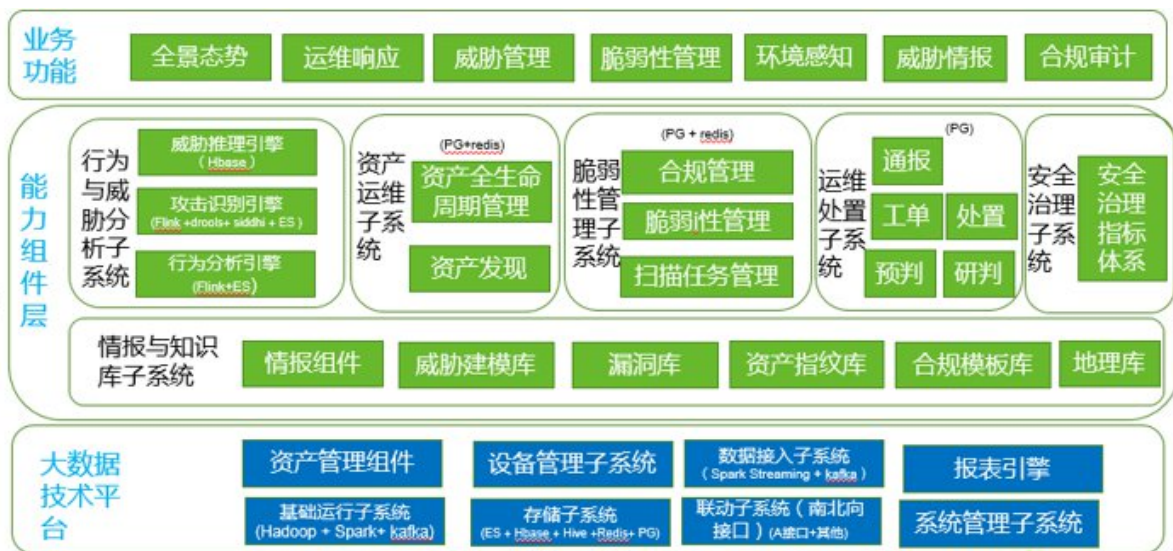 业务
功能
全景态势
运维响应
威胁管理
脆弱性管理
环境感知
威胁情报
合规审计
能力组件层
行为
与威
胁分
析子
系统
威胁推理引擎
(Hbase)
攻击识别引擎
(Flink +drools+ siddhi + ES)
行为分析引擎
(Flink+ES)
资产
运维
子系
统
(PG+redis)
资产全生命
周期管理
资产发现
脆弱
性管
理子
系统
(PG + redis)
合规管理
脆弱性管理
扫描任务管理
运维
处置
子系
统
(PG)
通报
工单
处置
预判
研判
安全
治理
子系
统
安全
治理
指标
体系
情报与知识
库子系统
情报组件
威胁建模库
漏洞库
资产指纹库
合规模板库
地理库
大数据
技术平
台
资产管理组件
设备管理子系统
数据接入子系统
(Spark Streaming + kafka)
报表引擎
基础运行子系统
(Hadoop + Spark+ kafka)
存储子系统
(ES + Hbase + Hive +Redis+ PG)
联动子系统（南北向
接口）(A接口+其他)
系统管理子系统